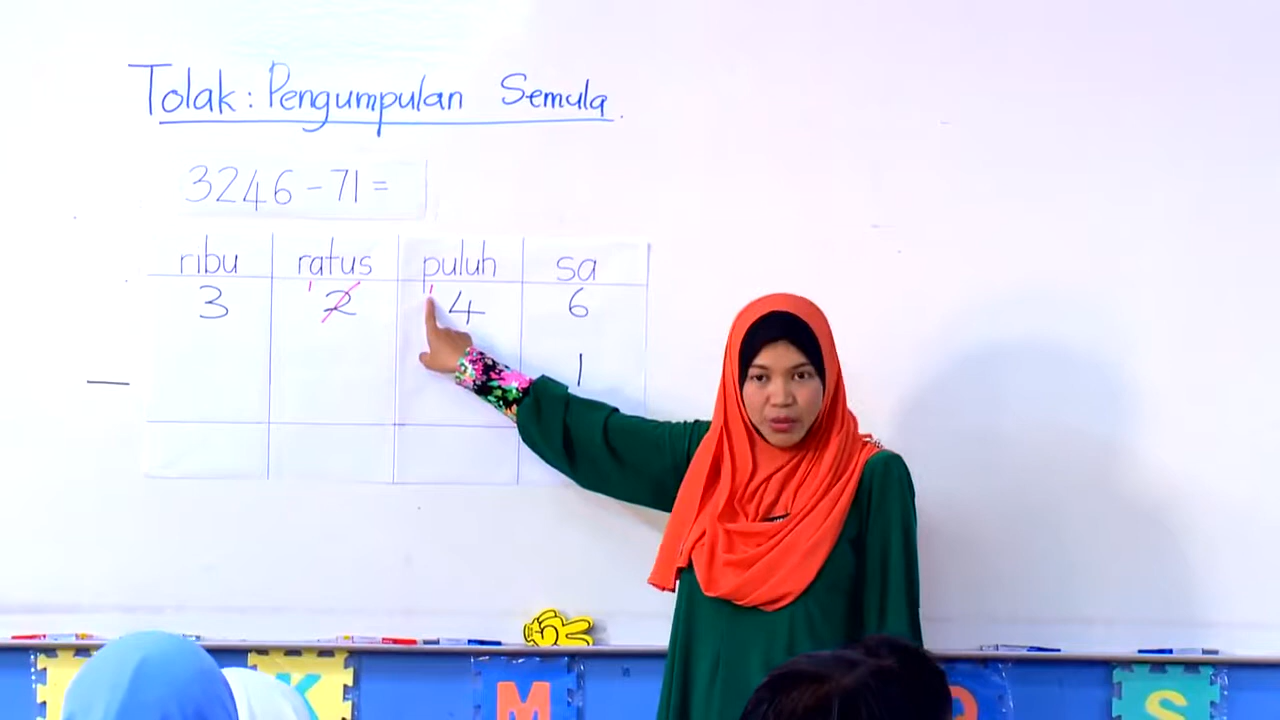 Tolak: Pengumpulan Semula.
3246 - 71 =
ribu ratus puluh sa
1 1
3 2 4 6
— 1
K M Q S